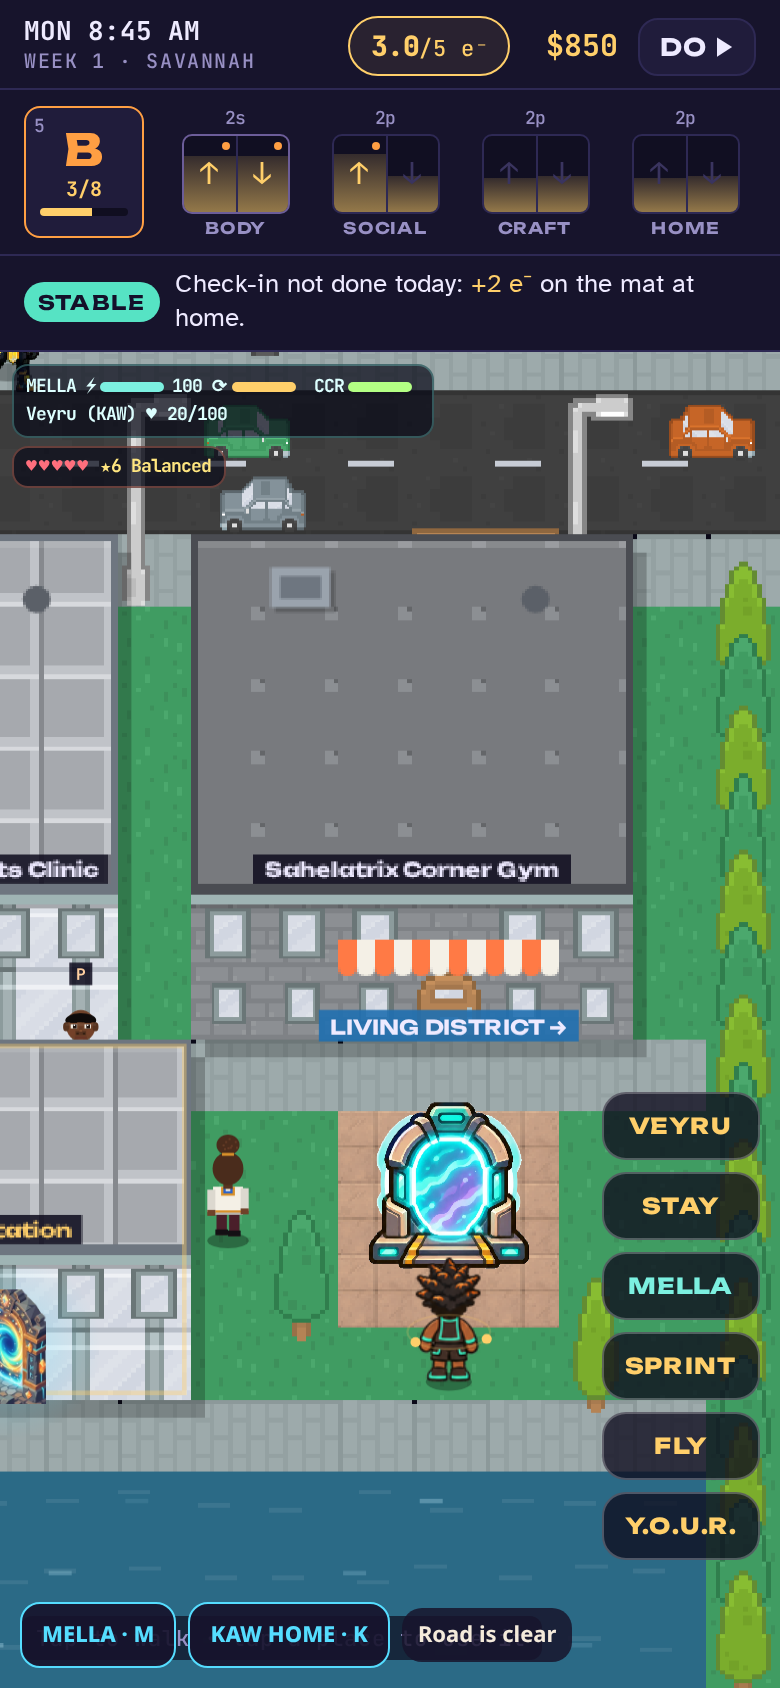 MON 8:45 AM
WEEK 1 · SAVANNAH
3.0/5 e⁻
$850
DO ▶
5
B
3/8
2s
BODY
2p
SOCIAL
2p
CRAFT
2p
HOME
STABLE
Check-in not done today: +2 e⁻ on the mat at
home.
MELLA ⚡ 100 ⟳ CCR
Veyru (KAW) ♥ 20/100
♥♥♥♥♥ ★6 Balanced
ts Clinic
Sahelatrix Corner Gym
P
LIVING DISTRICT →
VEYRU
STAY
MELLA
SPRINT
FLY
Y.O.U.R.
MELLA · M
KAW HOME · K
Road is clear